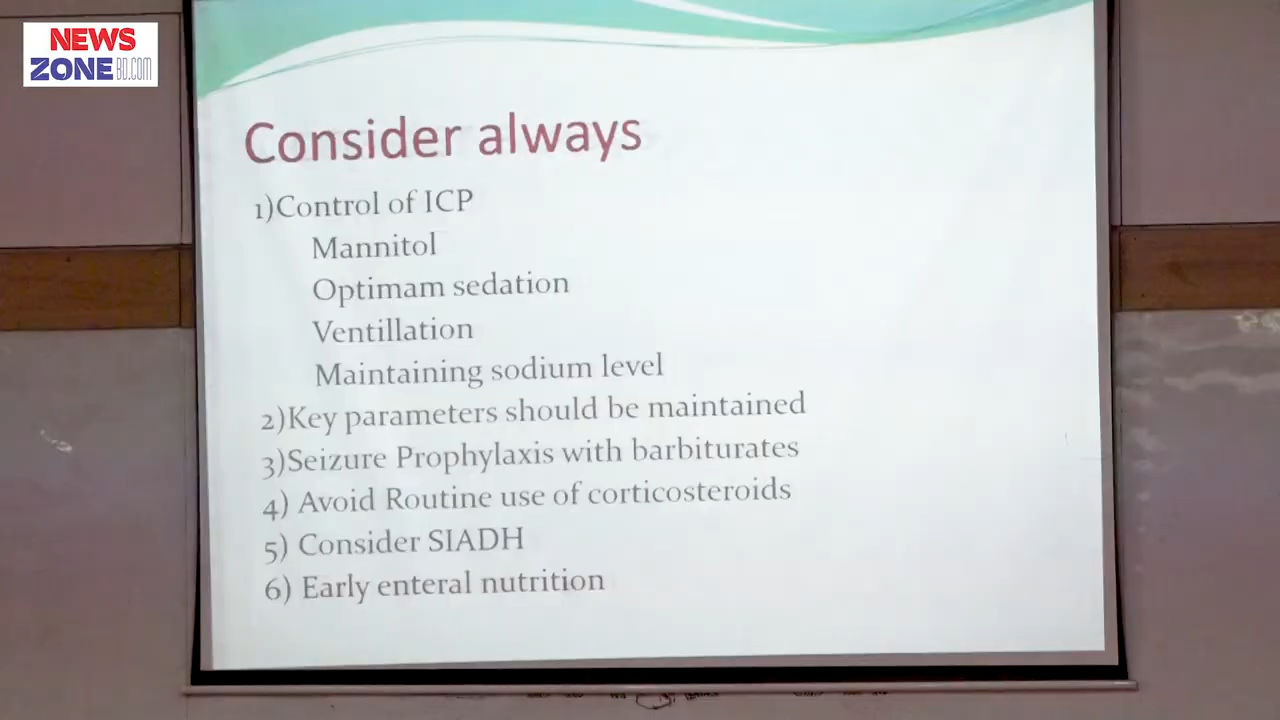 NEWS
ZONE BD.COM
Consider always
1)Control of ICP
Mannitol
Optimam sedation
Ventillation
Maintaining sodium level
2)Key parameters should be maintained
3)Seizure Prophylaxis with barbiturates
4) Avoid Routine use of corticosteroids
5) Consider SIADH
6) Early enteral nutrition